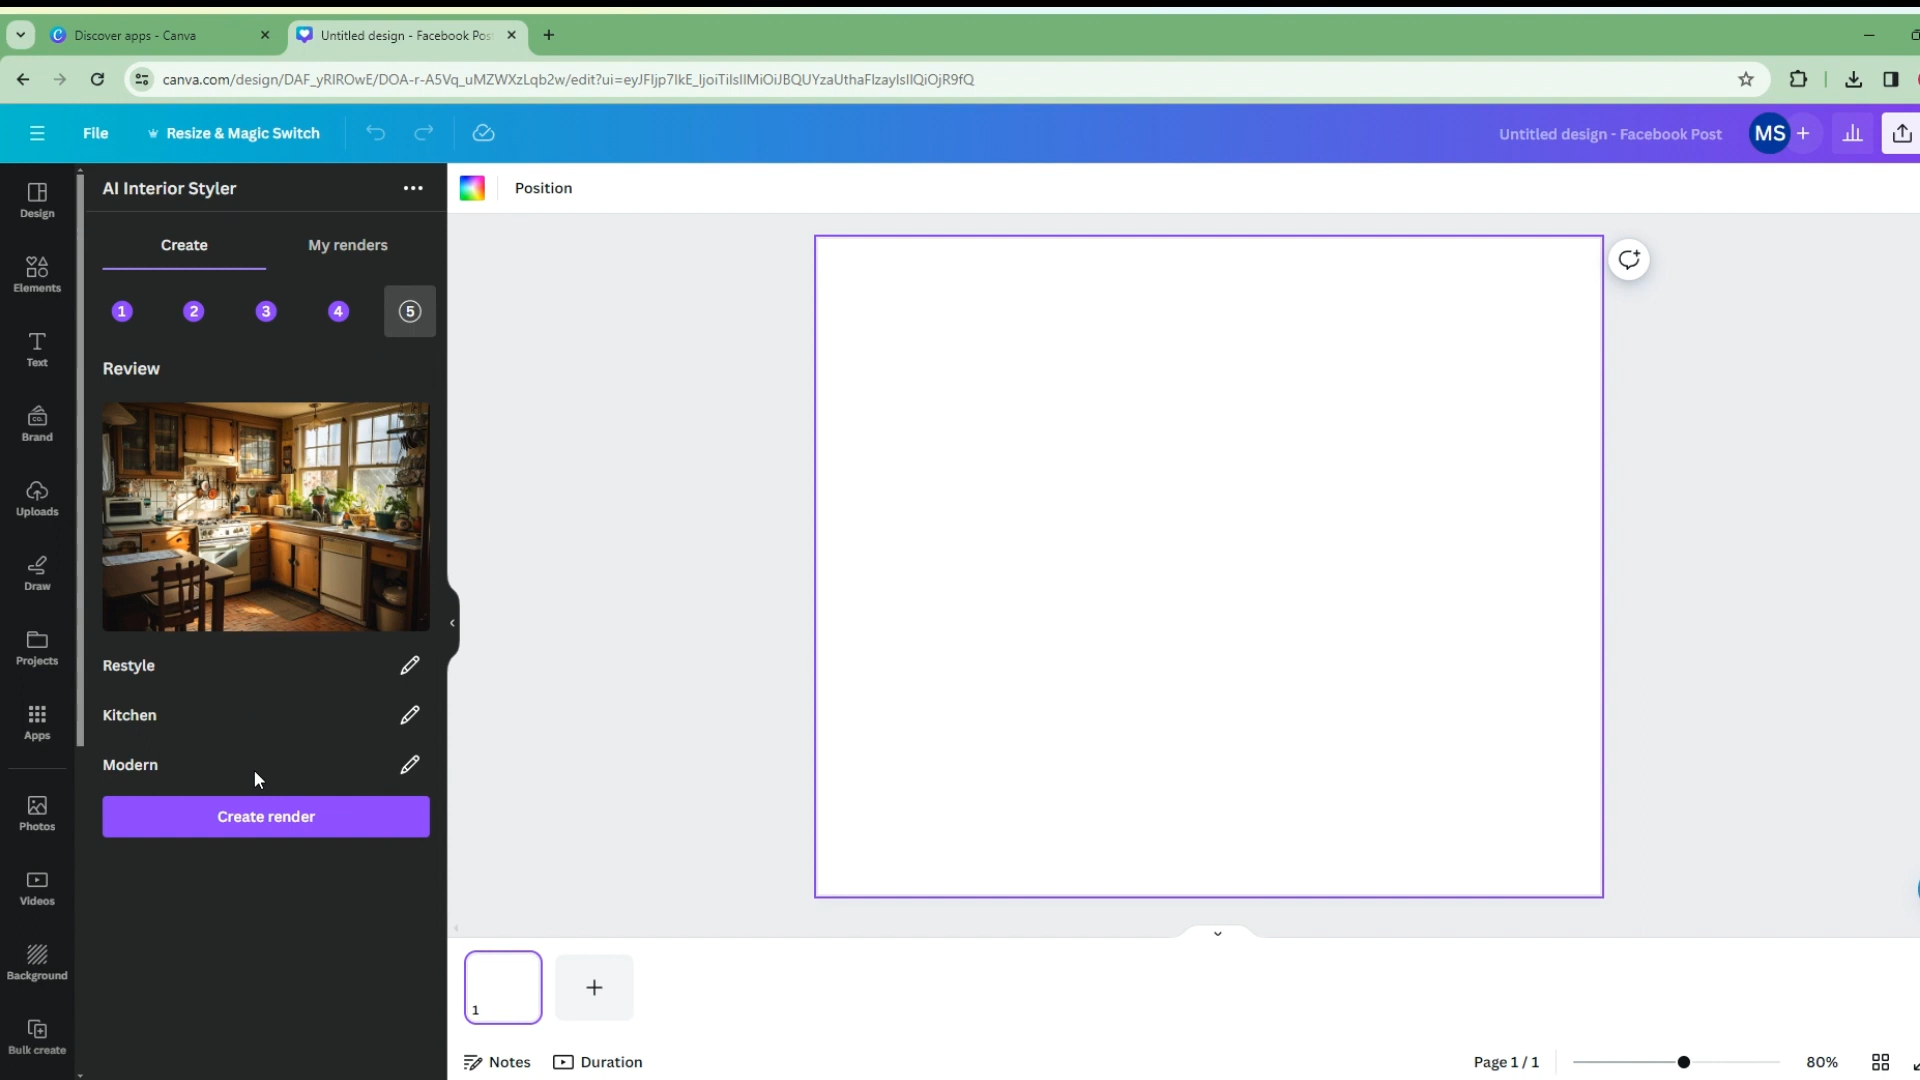 Discover apps - Canva
Untitled design - Facebook Pos
canva.com/design/DAF_yRIROwE/DOA-r-A5Vq_uMZWXzLqb2w/edit?ui=eyJFIjp7IkE_IjoiTiIsIlMiOiJBQUYzaUthaFlzayIsIlQiOjR9fQ
File
Resize & Magic Switch
Untitled design - Facebook Post
MS
Design
Elements
Text
CO.
Brand
Uploads
Draw
Projects
Apps
Photos
Videos
Background
Bulk create
AI Interior Styler
Create
My renders
1 2 3 4 5
Review
Restyle
Kitchen
Modern
Create render
Position
1
Notes
Duration
Page 1 / 1
80%